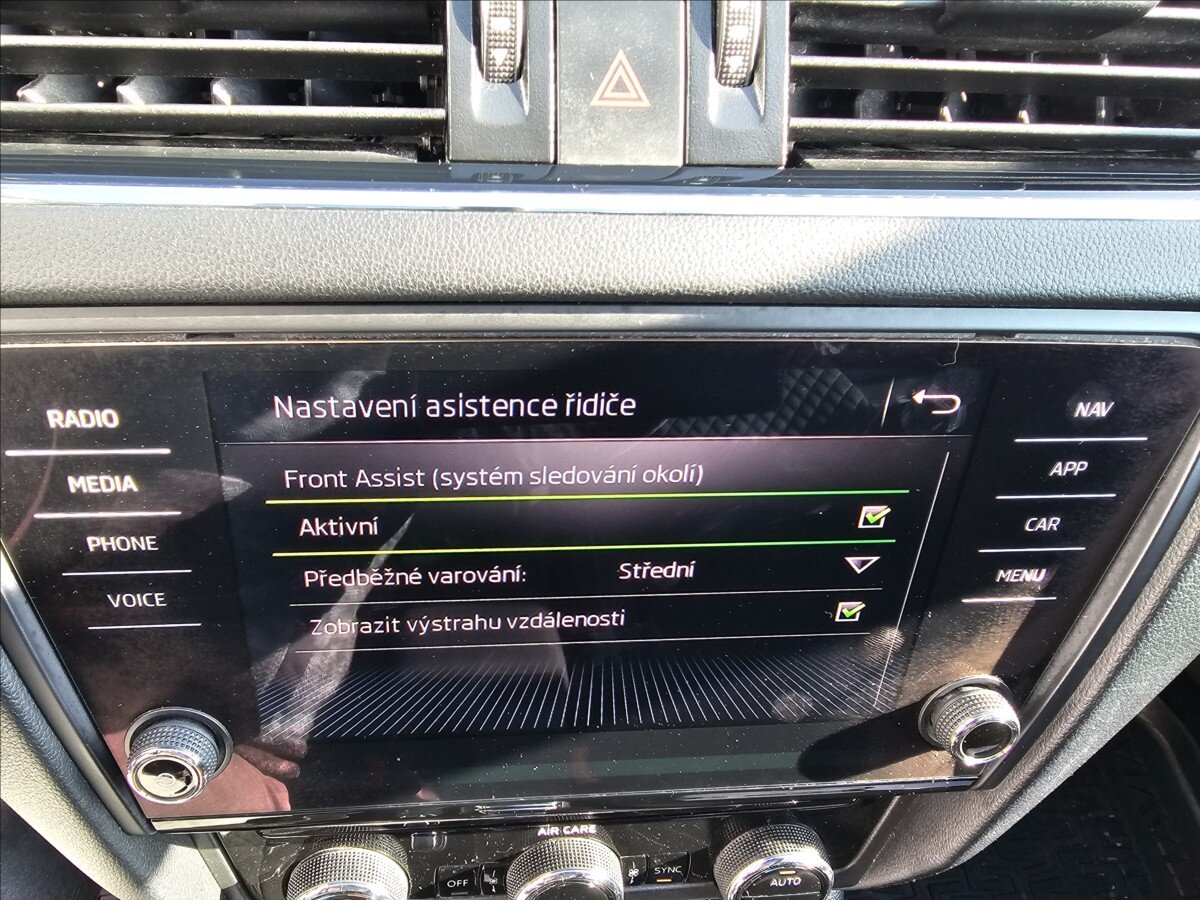 RADIO
MEDIA
PHONE
VOICE
Nastavení asistence řidiče
Front Assist (systém sledování okolí)
Aktivní
Předběžné varování: Střední
Zobrazit výstrahu vzdálenosti
NAV
APP
CAR
MENU
AIR CARE
OFF
SYNC
AUTO